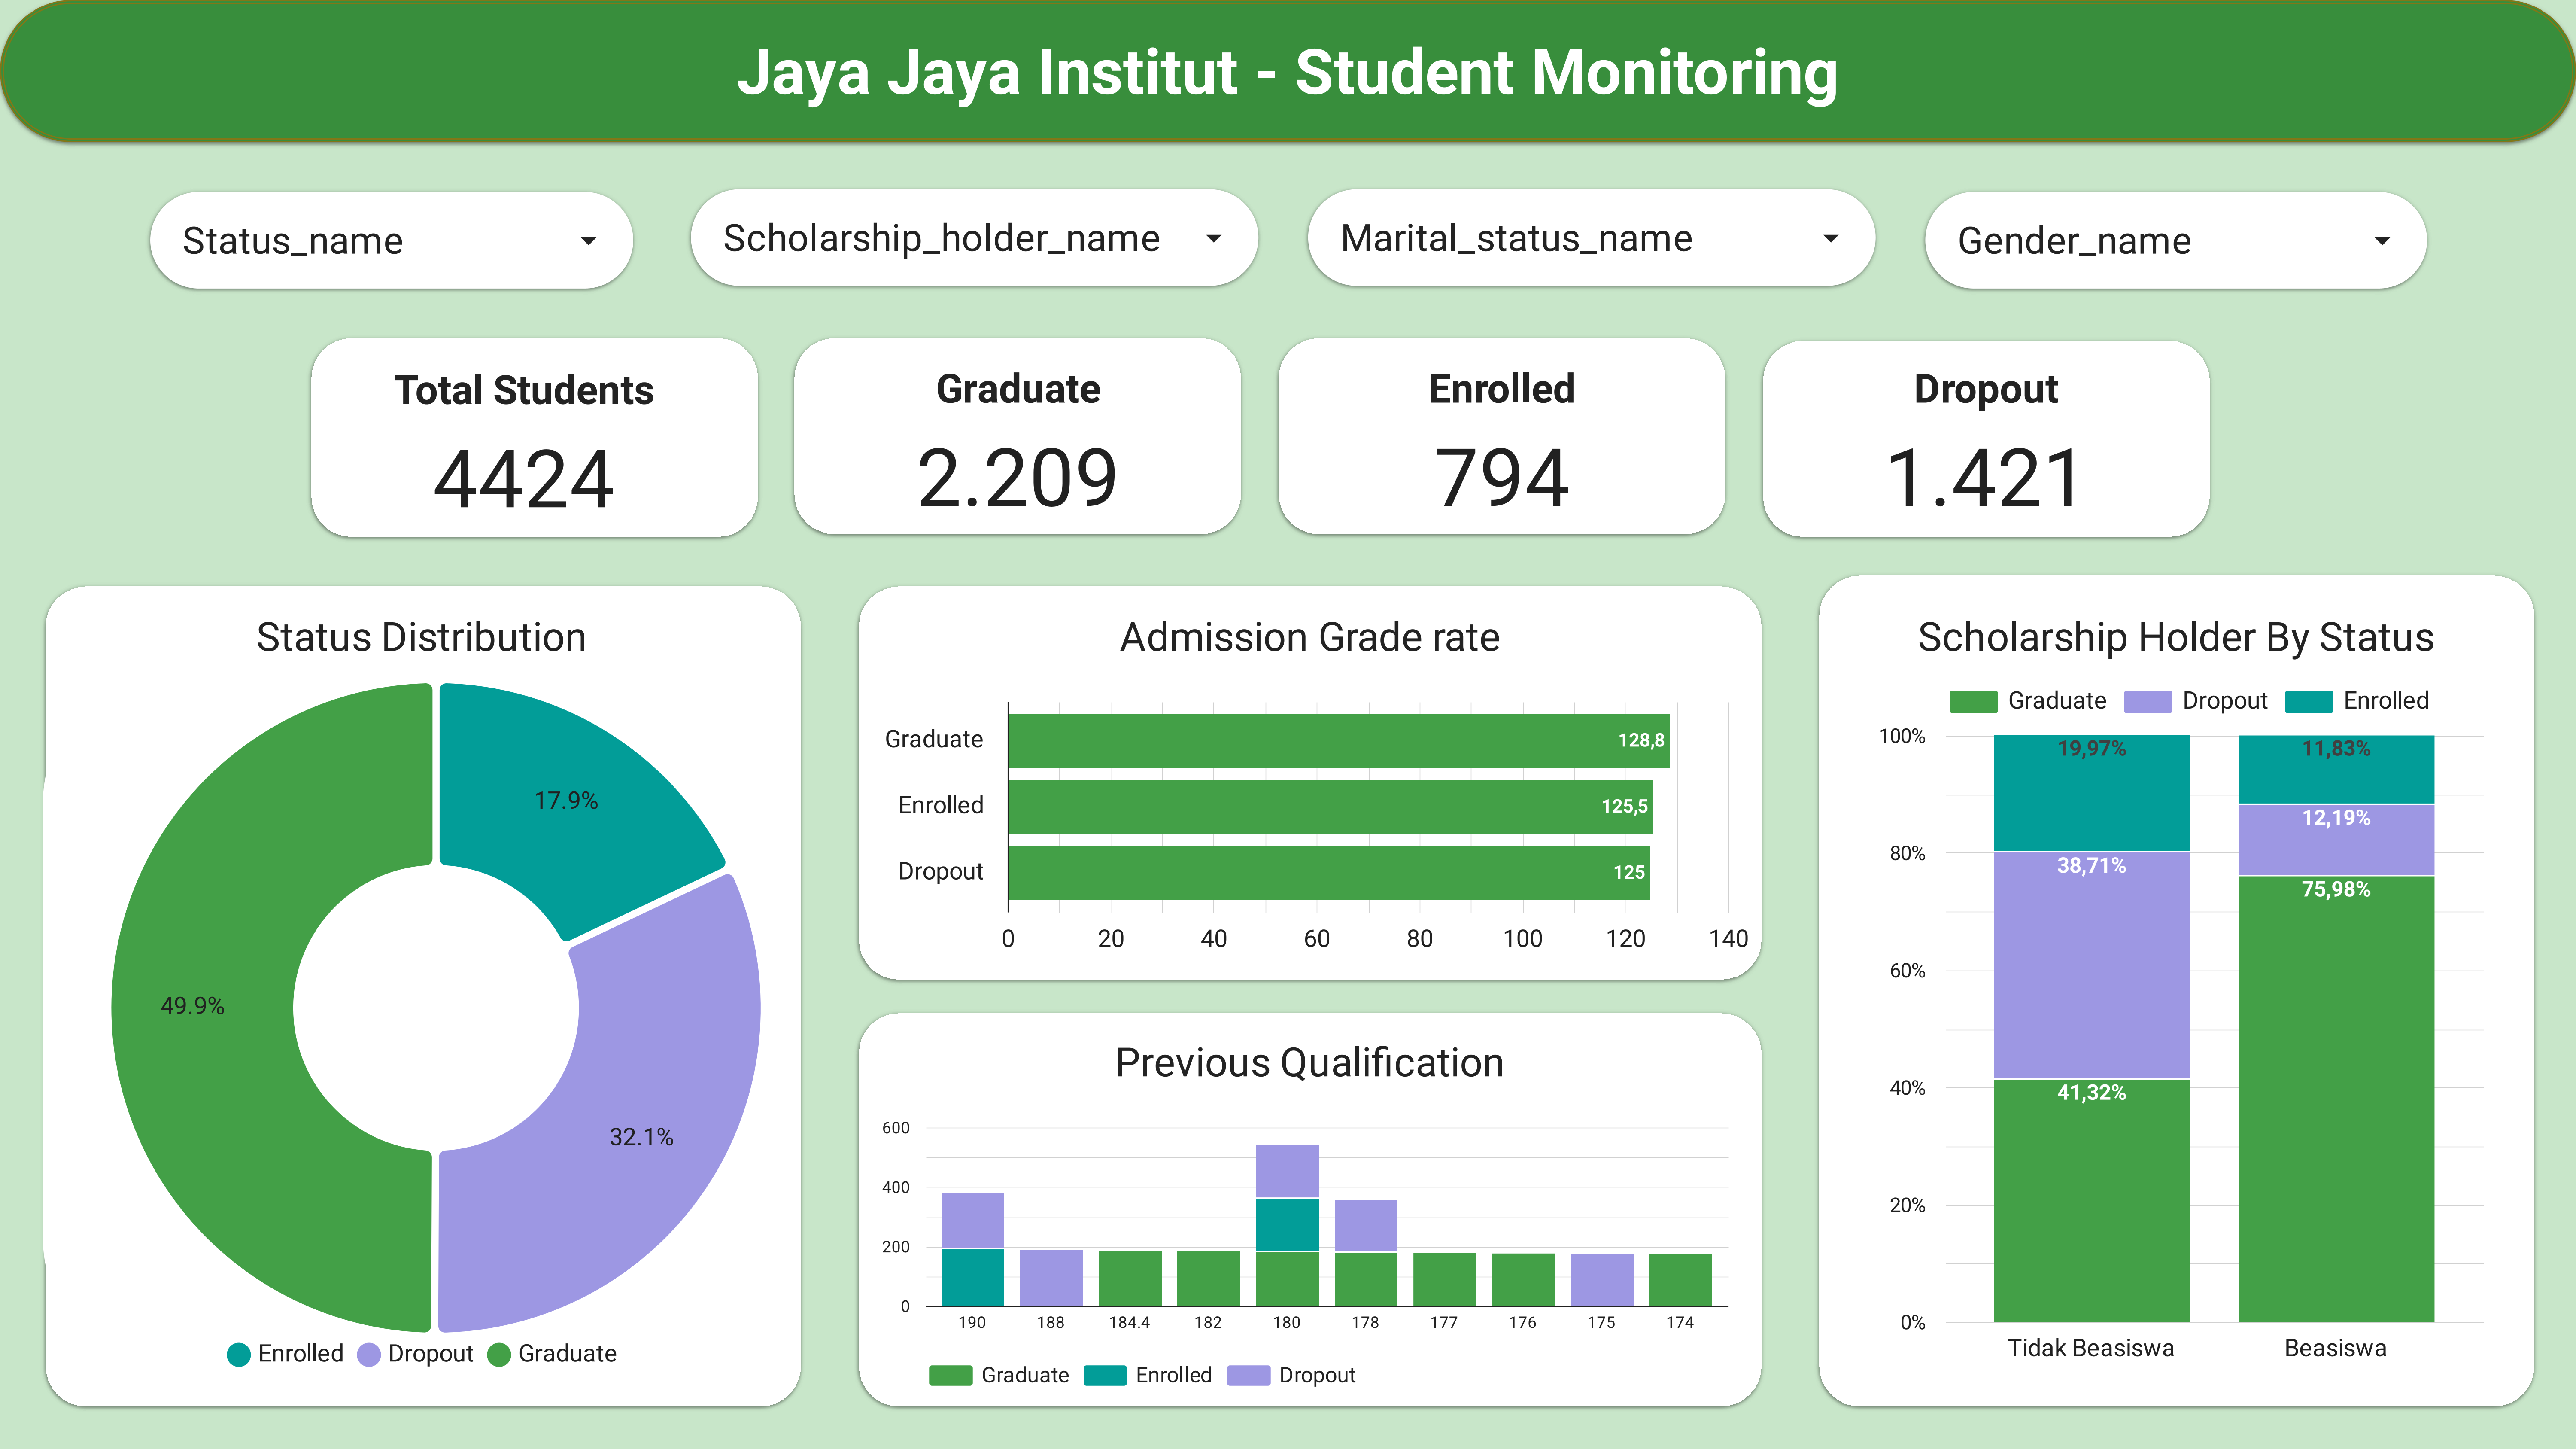 Jaya Jaya Institut - Student Monitoring
Status_name
Scholarship_holder_name
Marital_status_name
Gender_name
Total Students
4424
Graduate
2.209
Enrolled
794
Dropout
1.421
Status Distribution
17.9%
49.9%
32.1%
Enrolled Dropout Graduate
Admission Grade rate
Graduate 128,8
Enrolled 125,5
Dropout 125
0 20 40 60 80 100 120 140
Previous Qualification
600
400
200
0
190 188 184.4 182 180 178 177 176 175 174
Graduate Enrolled Dropout
Scholarship Holder By Status
Graduate Dropout Enrolled
100%
19,97% 11,83%
12,19%
80%
38,71%
75,98%
60%
40%
41,32%
20%
0%
Tidak Beasiswa Beasiswa